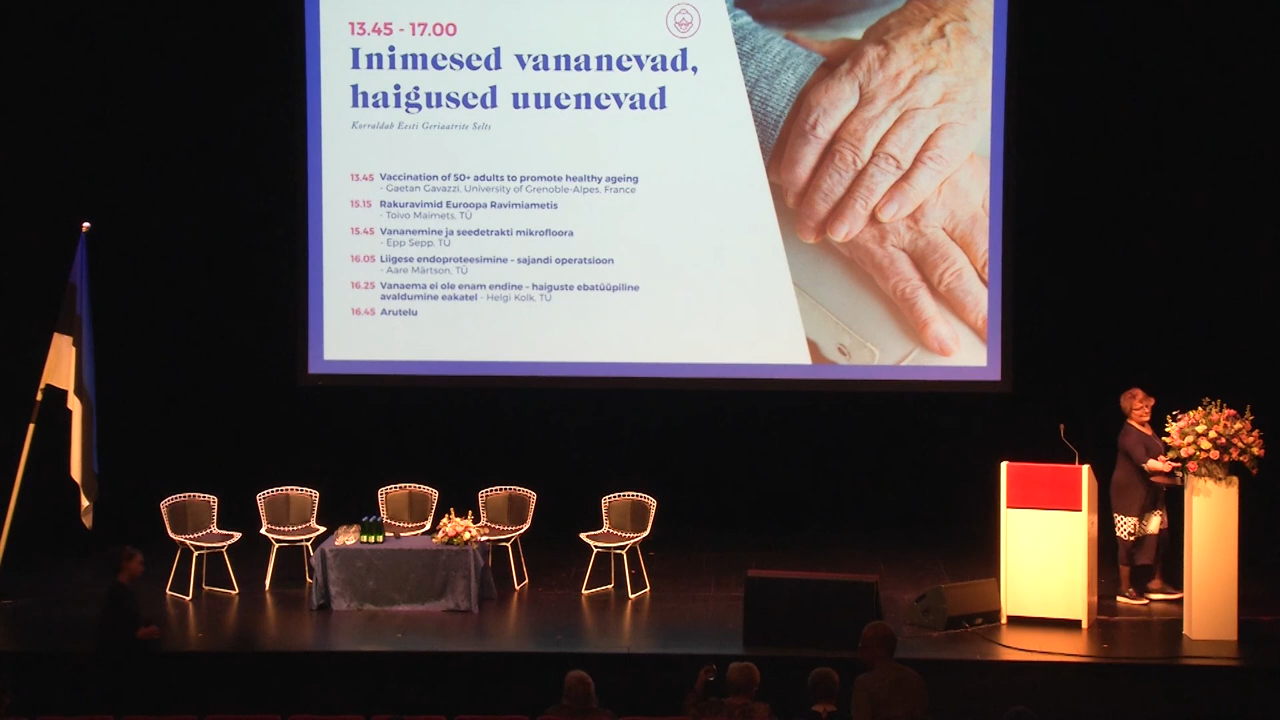 13.45 - 17.00
Inimesed vananevad,
haigused uuenevad
Korraldab Eesti Geriaatrite Selts
13.45 Vaccination of 50+ adults to promote healthy ageing
- Gaetan Gavazzi, University of Grenoble-Alpes, France
15.15 Rakuravimid Euroopa Ravimiametis
- Toivo Maimets, TÜ
15.45 Vananemine ja seedetrakti mikrofloora
- Epp Sepp, TÜ
16.05 Liigese endoproteesimine - sajandi operatsioon
- Aare Märtson, TÜ
16.25 Vanaema ei ole enam endine - haiguste ebatüüpiline
avaldumine eakatel - Helgi Kolk, TÜ
16.45 Arutelu